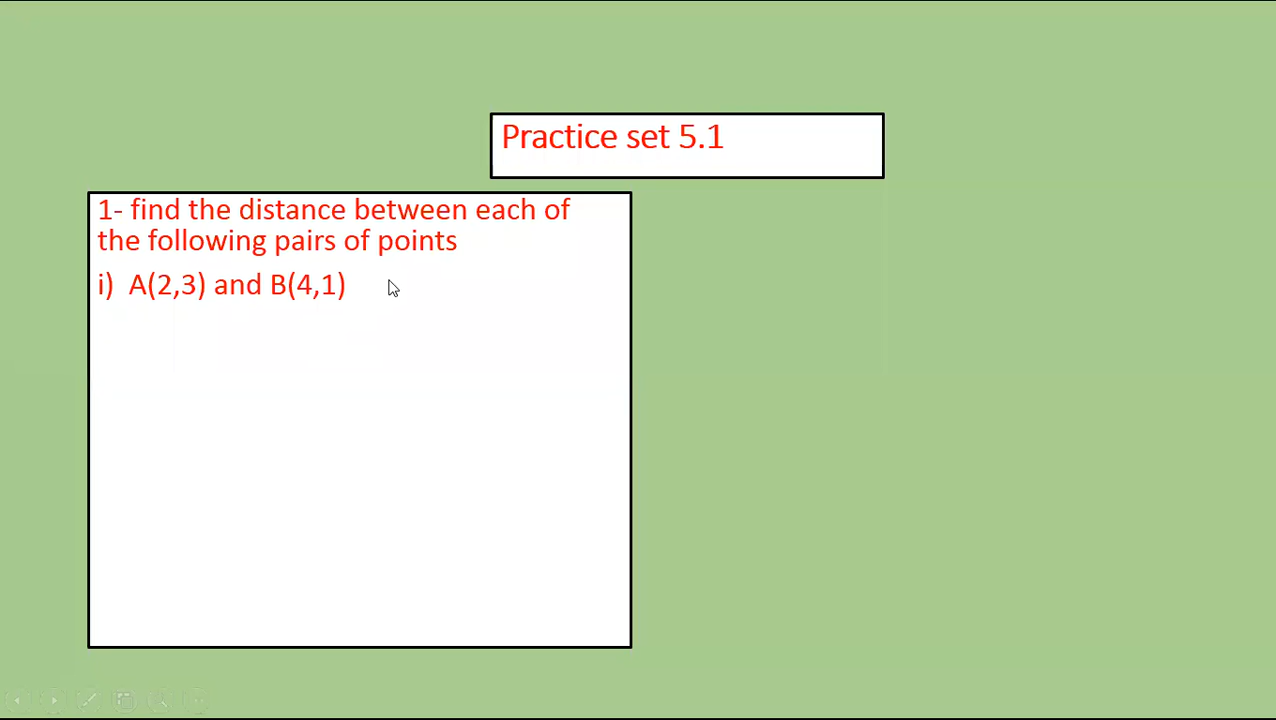 Practice set 5.1
1- find the distance between each of
the following pairs of points
i) A(2,3) and B(4,1)